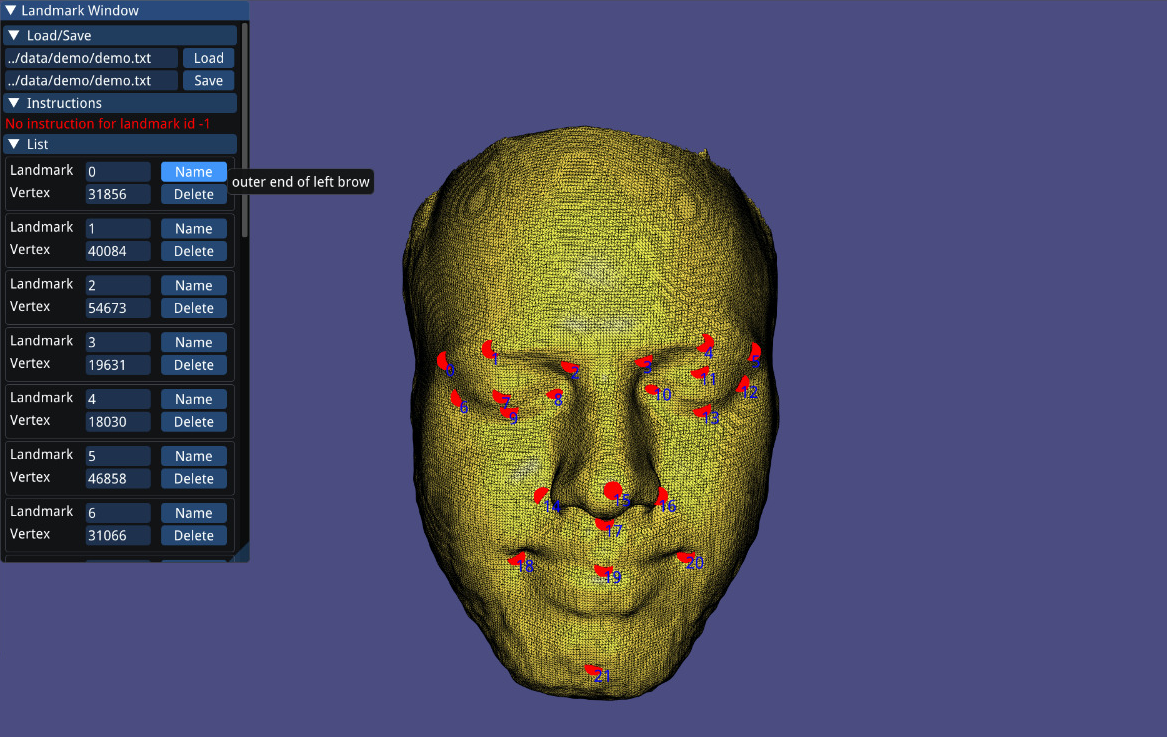 Landmark Window
Load/Save
../data/demo/demo.txt Load
../data/demo/demo.txt Save
Instructions
No instruction for landmark id -1
List
Landmark 0 Name
outer end of left brow
Vertex 31856 Delete
Landmark 1 Name
Vertex 40084 Delete
Landmark 2 Name
Vertex 54673 Delete
Landmark 3 Name
Vertex 19631 Delete
Landmark 4 Name
Vertex 18030 Delete
Landmark 5 Name
Vertex 46858 Delete
Landmark 6 Name
Vertex 31066 Delete
0
1
2
3
4
5
6
7
8
9
10
11
12
13
14
15
16
17
18
19
20
21